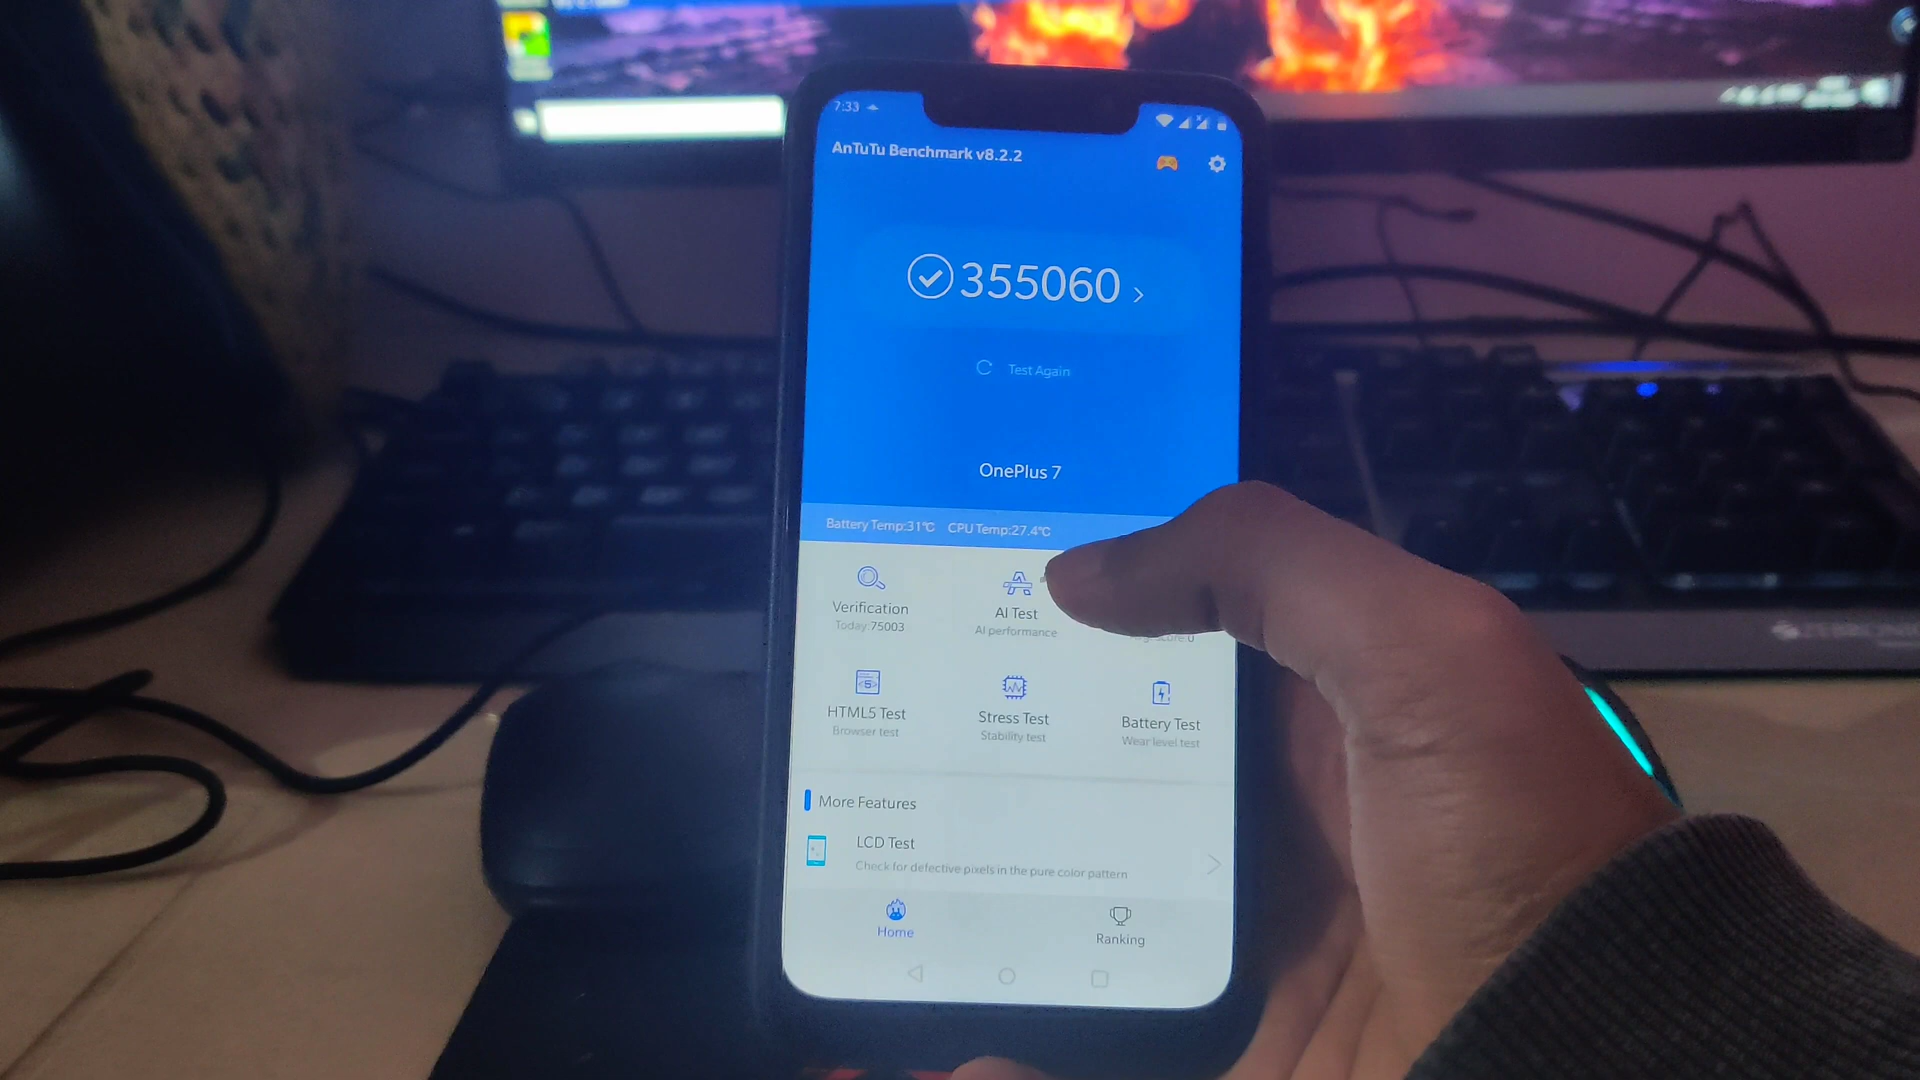 7:33
AnTuTu Benchmark v8.2.2
355060
Test Again
OnePlus 7
Battery Temp:31℃ CPU Temp:27.4℃
Verification
Today:75003
AI Test
AI performance
score:0
HTML5 Test
Browser test
Stress Test
Stability test
Battery Test
Wear level test
More Features
LCD Test
Check for defective pixels in the pure color pattern
Home
Ranking